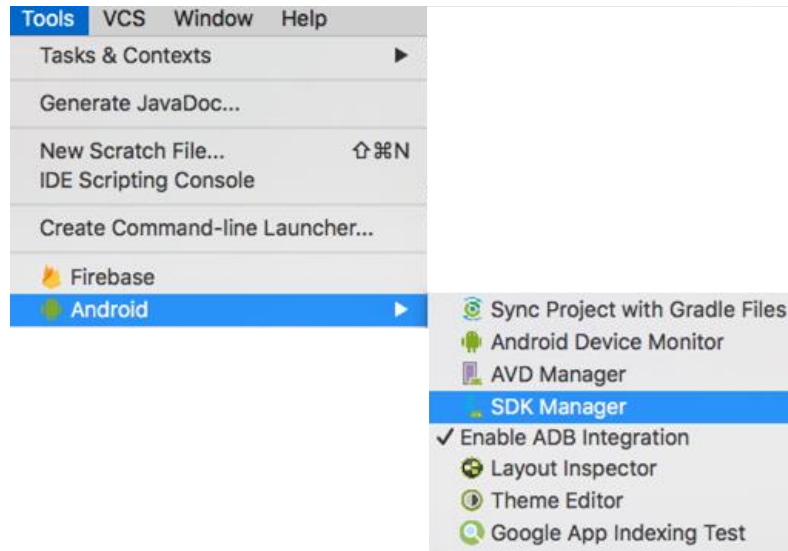 Tools VCS Window Help
Tasks & Contexts
Generate JavaDoc...
New Scratch File... ⇧⌘N
IDE Scripting Console
Create Command-line Launcher...
Firebase
Android
Sync Project with Gradle Files
Android Device Monitor
AVD Manager
SDK Manager
✓ Enable ADB Integration
Layout Inspector
Theme Editor
Google App Indexing Test